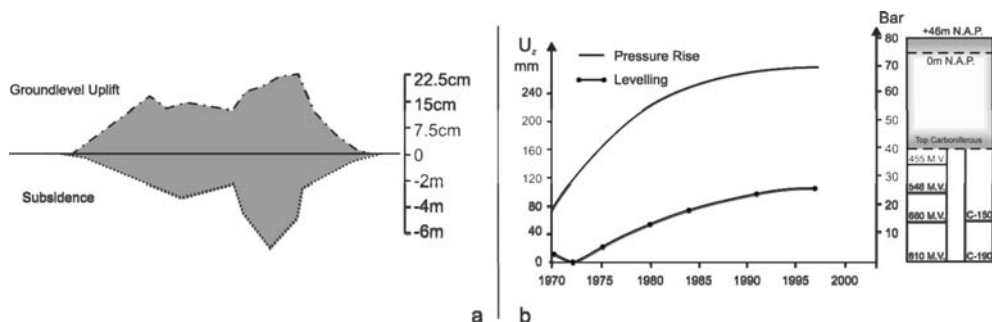 Groundlevel Uplift
Subsidence
22.5cm
15cm
7.5cm
0
-2m
-4m
-6m
a
b
U z
mm
240
200
160
120
80
40
0
1970
1975
1980
1985
1990
1995
2000
Pressure Rise
Levelling
Bar
80
70
60
50
40
30
20
10
+46m N.A.P.
0m N.A.P.
Top Carboniferous
455 M.V.
548 M.V.
680 M.V.
810 M.V.
C-150
C-190